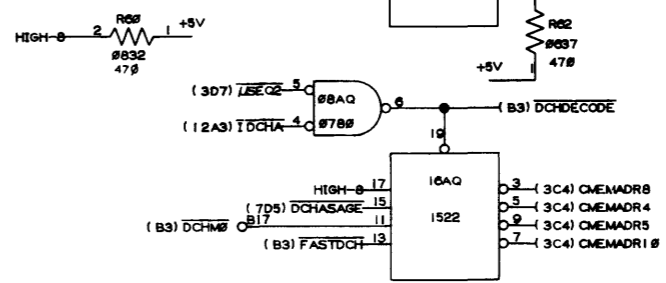 R60
R62
HIGH-8 2 1 +5V
Ø832
47Ø
Ø637
47Ø
+5V 1
(3D7) USEQ2 5
Ø8AQ
6
(B3) DCHDECODE
(12A3) IDCHA 4
Ø78Ø
19
16AQ
HIGH-8 17
3 (3C4) CMEMADR8
(7D5) DCHASAGE 15
5 (3C4) CMEMADR4
1522
(B3) DCHMØ B17 11
9 (3C4) CMEMADR5
(B3) FASTDCH 13
7 (3C4) CMEMADR1Ø